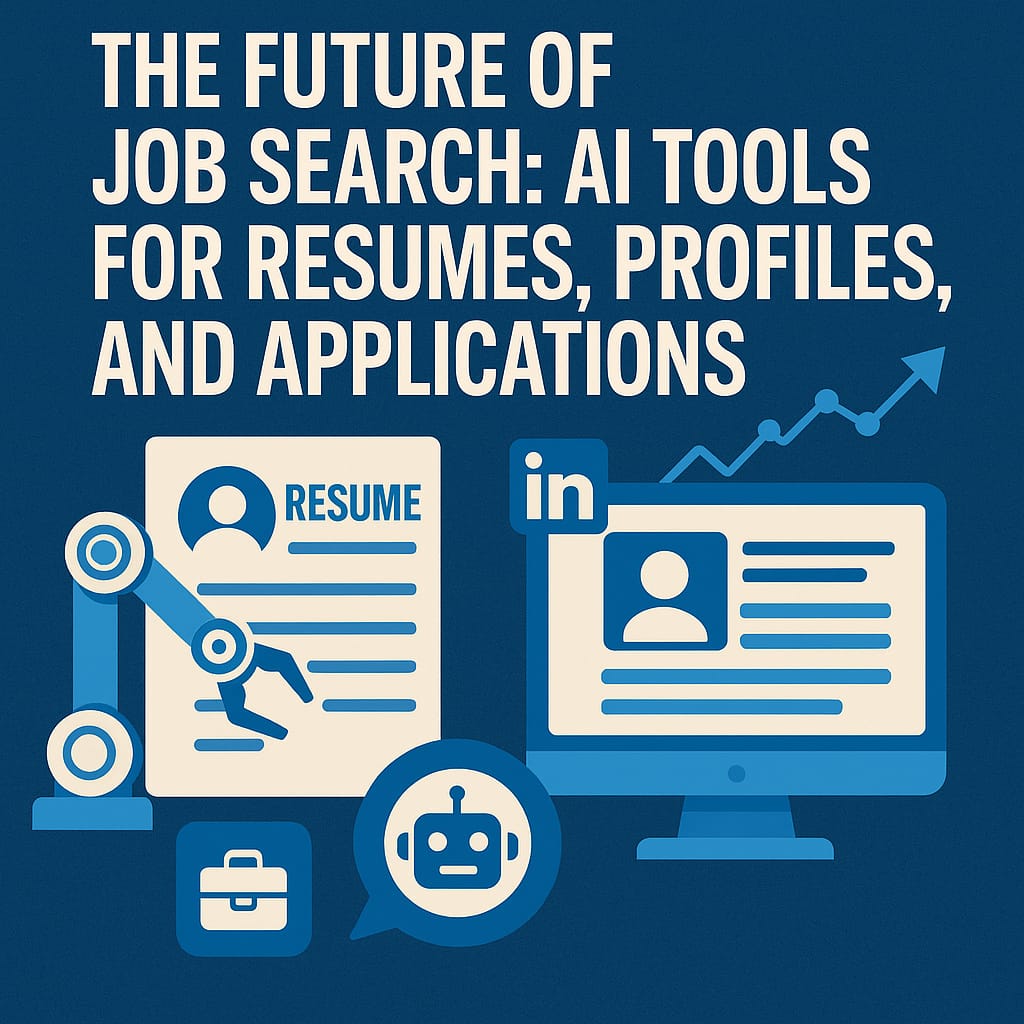 THE FUTURE OF
JOB SEARCH: AI TOOLS
FOR RESUMES, PROFILES,
AND APPLICATIONS
RESUME
in